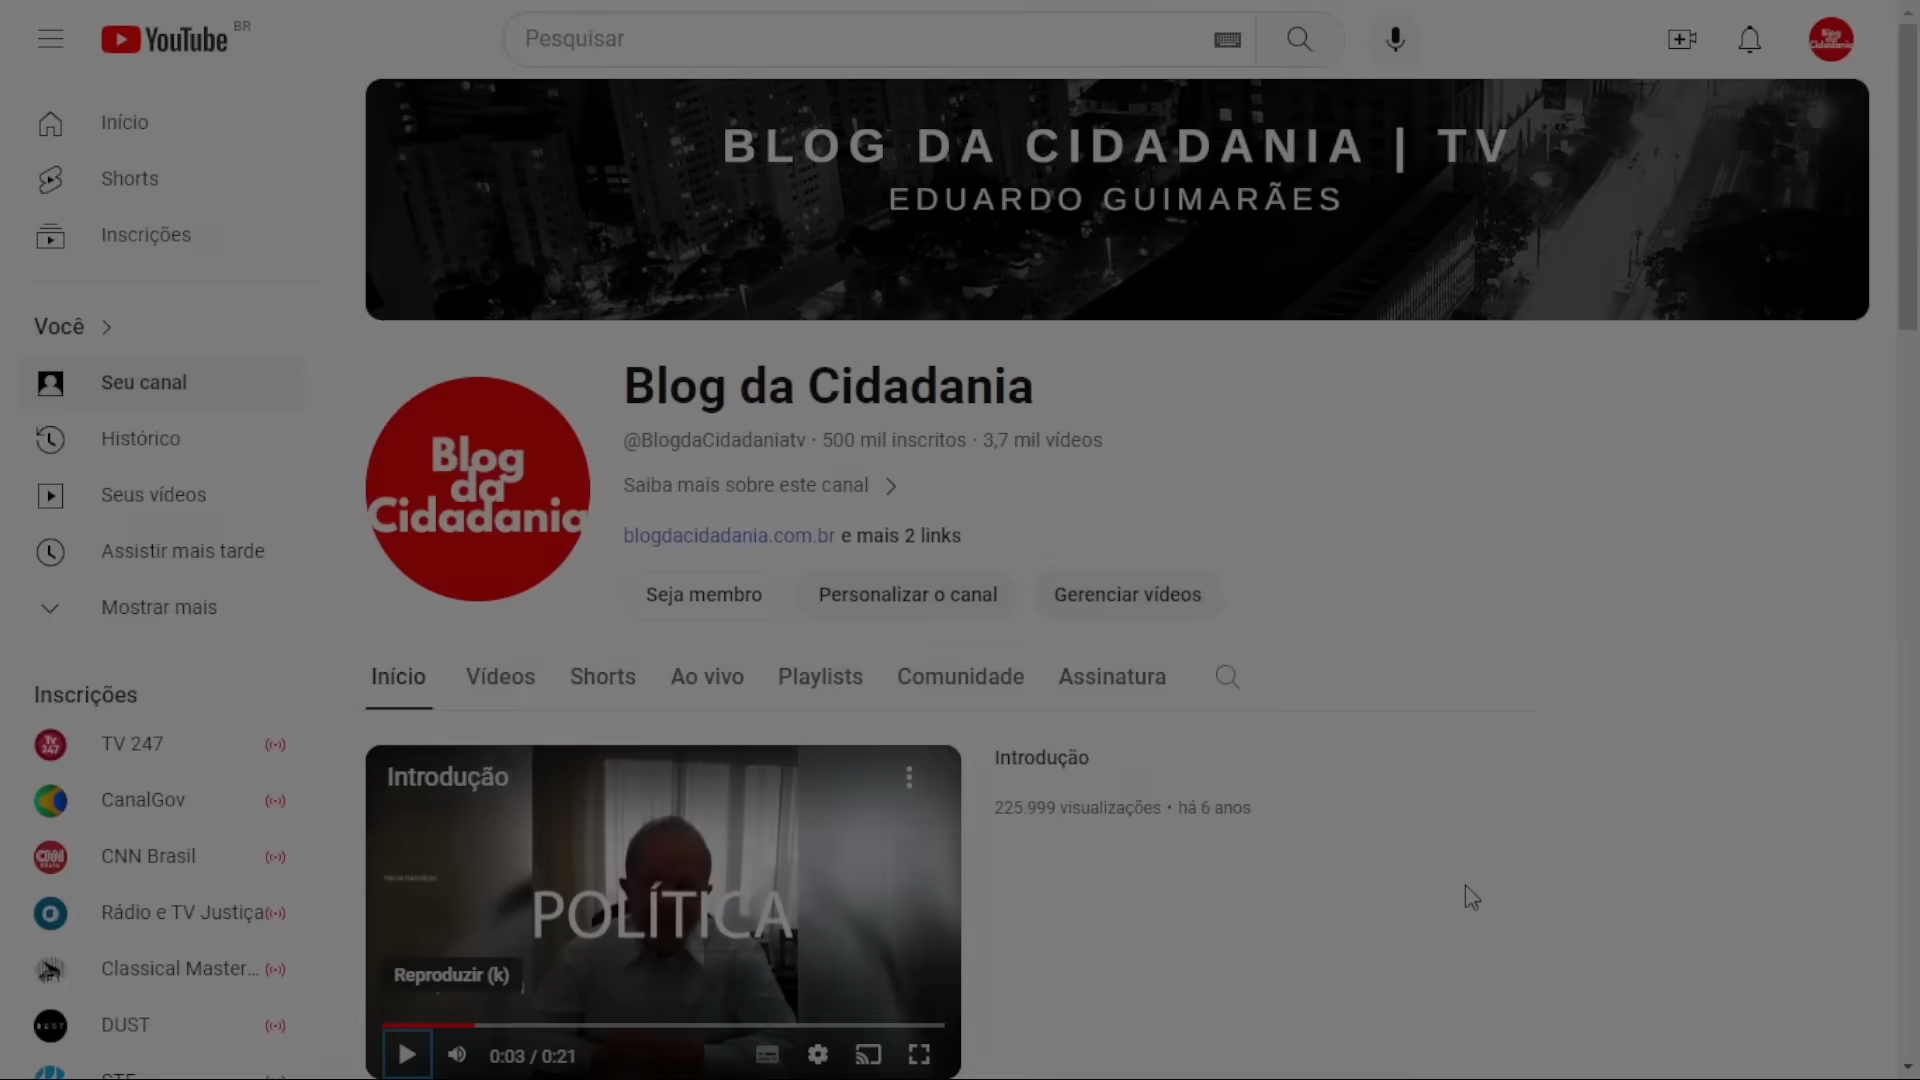 YouTube BR
Pesquisar
Início
Shorts
Inscrições
Você
Seu canal
Histórico
Seus vídeos
Assistir mais tarde
Mostrar mais
Inscrições
TV 247
CanalGov
CNN Brasil
Rádio e TV Justiça
Classical Master...
DUST
BLOG DA CIDADANIA | TV
EDUARDO GUIMARÃES
Blog
da
Cidadania
Blog da Cidadania
@BlogdaCidadaniatv · 500 mil inscritos · 3,7 mil vídeos
Saiba mais sobre este canal
blogdacidadania.com.br e mais 2 links
Seja membro
Personalizar o canal
Gerenciar vídeos
Início
Vídeos
Shorts
Ao vivo
Playlists
Comunidade
Assinatura
Introdução
POLÍTICA
Reproduzir (k)
0:03 / 0:21
Introdução
225.999 visualizações • há 6 anos